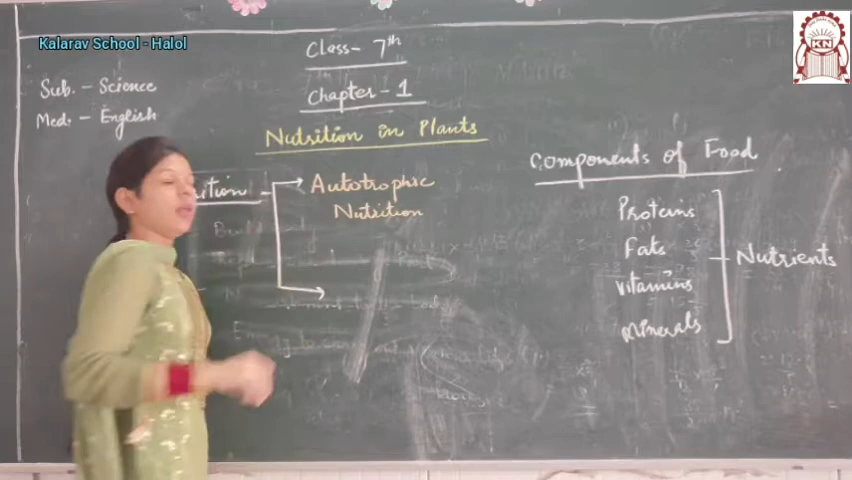 Kalarav School - Halol
KN
Class- 7th
Sub. - Science
Chapter - 1
Med. - English
Nutrition in Plants
Components of Food
Autotrophic
Nutrition
Proteins
Fats
Nutrients
Vitamins
Minerals